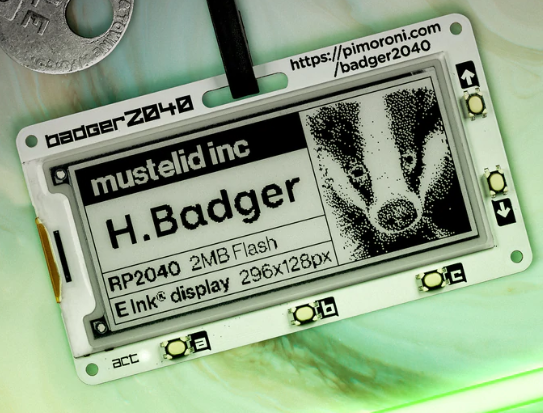 https://pimoroni.com
/badger2040
badger2040
mustelid inc
H.Badger
RP2040 2MB Flash
E Ink® display 296x128px
act
a
b
c